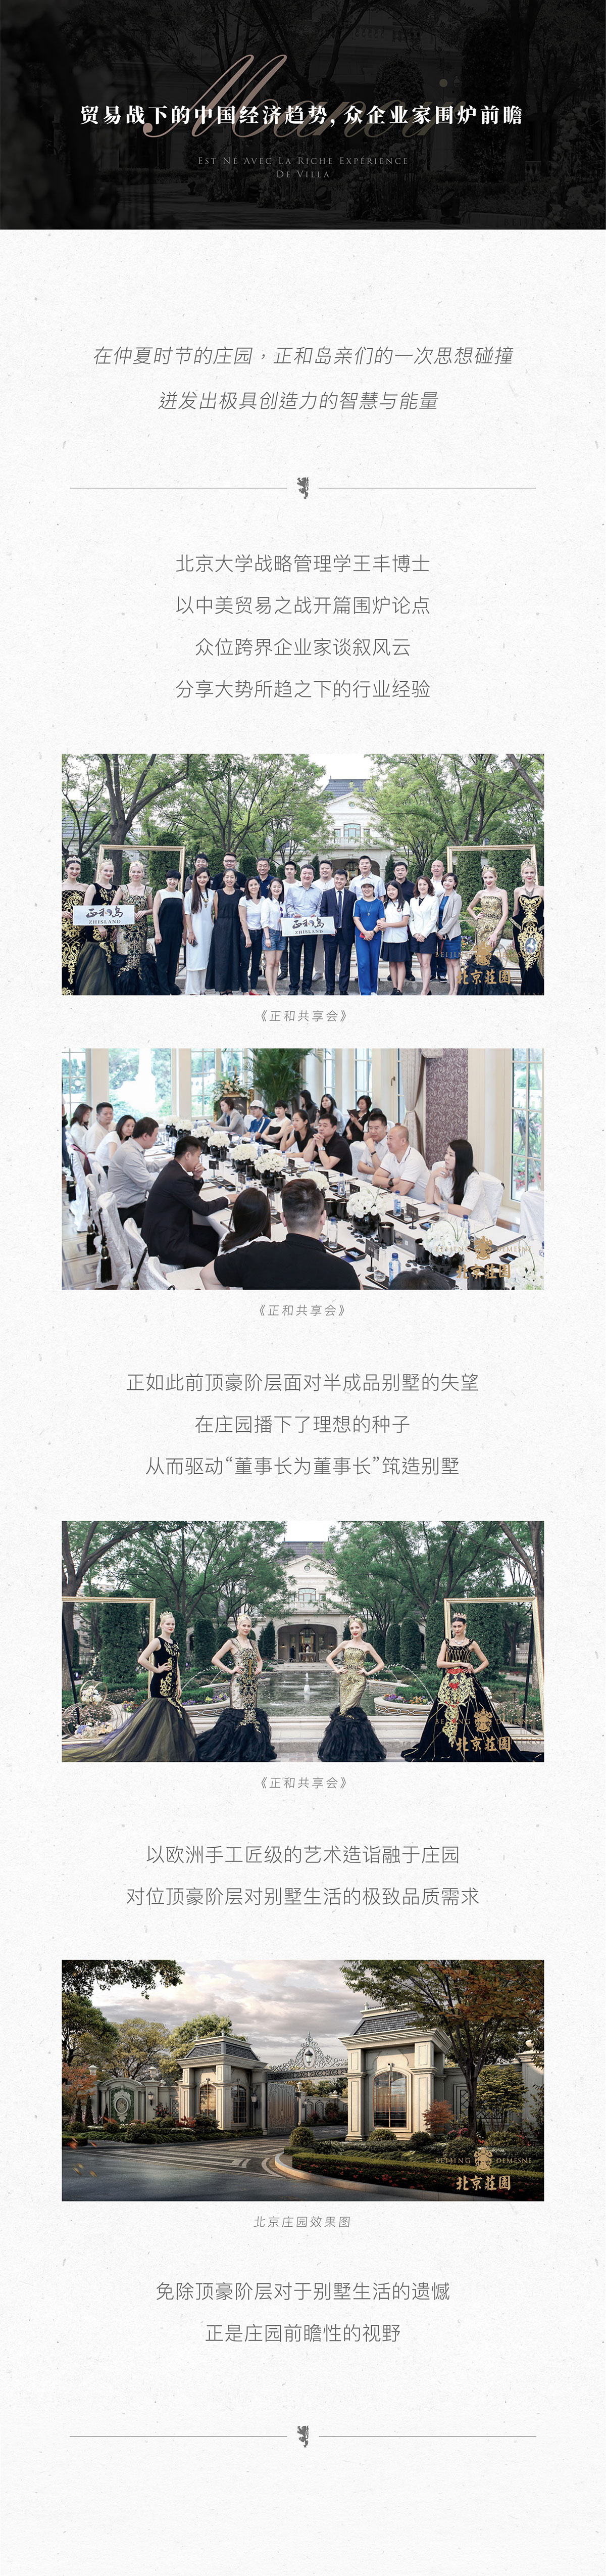 Manoir
贸易战下的中国经济趋势,众企业家围炉前瞻
EST NÉ AVEC LA RICHE EXPÉRIENCE
DE VILLA
在仲夏时节的庄园，正和岛亲们的一次思想碰撞
迸发出极具创造力的智慧与能量
北京大学战略管理学王丰博士
以中美贸易之战开篇围炉论点
众位跨界企业家谈叙风云
分享大势所趋之下的行业经验
正和岛
ZHISLAND
正和岛
ZHISLAND
BEIJING
北京莊園
《正和共享会》
DEMESNE
北京莊園
《正和共享会》
正如此前顶豪阶层面对半成品别墅的失望
在庄园播下了理想的种子
从而驱动“董事长为董事长”筑造别墅
BEIJING
北京莊園
《正和共享会》
以欧洲手工匠级的艺术造诣融于庄园
对位顶豪阶层对别墅生活的极致品质需求
BEIJING DEMESNE
北京莊園
北京庄园效果图
免除顶豪阶层对于别墅生活的遗憾
正是庄园前瞻性的视野